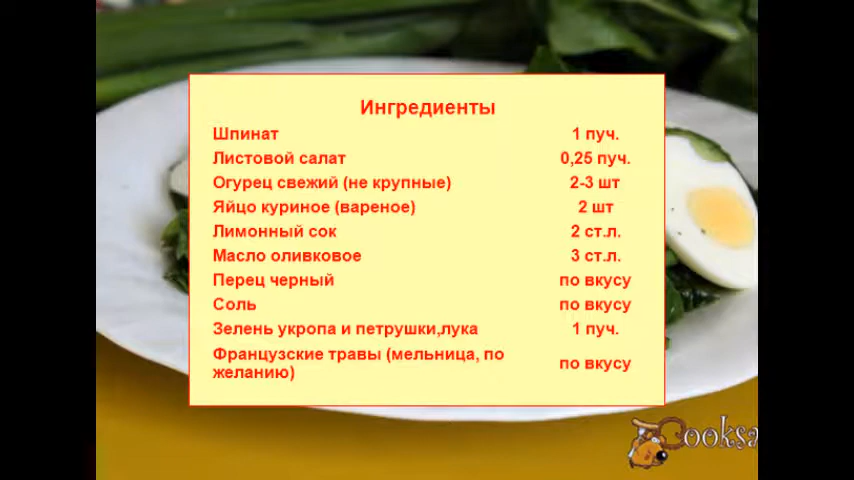 Ингредиенты
Шпинат 1 пуч.
Листовой салат 0,25 пуч.
Огурец свежий (не крупные) 2-3 шт
Яйцо куриное (вареное) 2 шт
Лимонный сок 2 ст.л.
Масло оливковое 3 ст.л.
Перец черный по вкусу
Соль по вкусу
Зелень укропа и петрушки,лука 1 пуч.
Французские травы (мельница, по
желанию) по вкусу